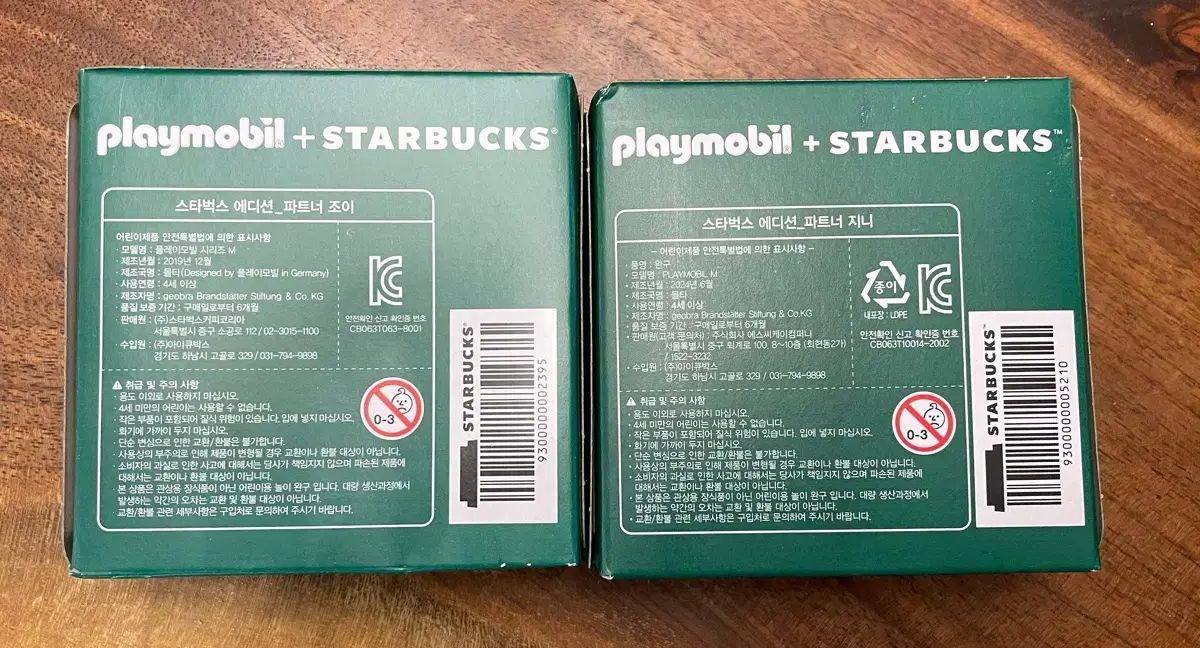 playmobil® + STARBUCKS®
스타벅스 에디션_파트너 조이
어린이제품 안전특별법에 의한 표시사항
· 모델명 : 플레이모빌 시리즈 M
· 제조년월 : 2019년 12월
· 제조국명 : 몰타(Designed by 플레이모빌 in Germany)
· 사용연령 : 4세 이상
· 제조자명 : geobra Brandstätter Stiftung & Co. KG
· 품질 보증 기간 : 구매일로부터 6개월
· 판매원 : (주)스타벅스커피코리아
서울특별시 중구 소공로 112 / 02-3015-1100
· 수입원 : (주)아이큐박스
경기도 하남시 고골로 329 / 031-794-9898
안전확인 신고 확인증 번호
CB063T063-8001
⚠ 취급 및 주의 사항
· 용도 이외로 사용하지 마십시오.
· 4세 미만의 어린이는 사용할 수 없습니다.
· 작은 부품이 포함되어 질식 위험이 있습니다. 입에 넣지 마십시오.
· 화기에 가까이 두지 마십시오.
· 단순 변심으로 인한 교환/환불은 불가합니다.
· 사용상의 부주의로 인해 제품이 변형될 경우 교환이나 환불 대상이 아닙니다.
· 소비자의 과실로 인한 사고에 대해서는 당사가 책임지지 않으며 파손된 제품에
대해서는 교환이나 환불 대상이 아닙니다.
· 본 상품은 관상용 장식품이 아닌 어린이용 놀이 완구 입니다. 대량 생산과정에서
발생하는 약간의 오차는 교환 및 환불 대상이 아닙니다.
· 교환/환불 관련 세부사항은 구입처로 문의하여 주시기 바랍니다.
0-3
STARBUCKS®
9300000002395
playmobil® + STARBUCKS™
스타벅스 에디션_파트너 지니
– 어린이제품 안전특별법에 의한 표시사항 –
· 품명 : 완구
· 모델명 : PLAYMOBIL M
· 제조년월 : 2024년 6월
· 제조국명 : 몰타
· 사용연령 : 4세 이상
· 제조자명 : geobra Brandstätter Stiftung & Co. KG
· 품질 보증 기간 : 구매일로부터 6개월
· 판매원(고객 문의처) : 주식회사 에스씨케이컴퍼니
서울특별시 중구 퇴계로 100, 8~10층 (회현동2가)
/ 1522-3232
· 수입원 : (주)아이큐박스
경기도 하남시 고골로 329 / 031-794-9898
종이
내포장 : LDPE
안전확인 신고 확인증 번호
CB063T10014-2002
⚠ 취급 및 주의 사항
· 용도 이외로 사용하지 마십시오.
· 4세 미만의 어린이는 사용할 수 없습니다.
· 작은 부품이 포함되어 질식 위험이 있습니다. 입에 넣지 마십시오.
· 화기에 가까이 두지 마십시오.
· 단순 변심으로 인한 교환/환불은 불가합니다.
· 사용상의 부주의로 인해 제품이 변형될 경우 교환이나 환불 대상이 아닙니다.
· 소비자의 과실로 인한 사고에 대해서는 당사가 책임지지 않으며 파손된 제품에
대해서는 교환이나 환불 대상이 아닙니다.
· 본 상품은 관상용 장식품이 아닌 어린이용 놀이 완구 입니다. 대량 생산과정에서
발생하는 약간의 오차는 교환 및 환불 대상이 아닙니다.
· 교환/환불 관련 세부사항은 구입처로 문의하여 주시기 바랍니다.
0-3
STARBUCKS™
9300000005210